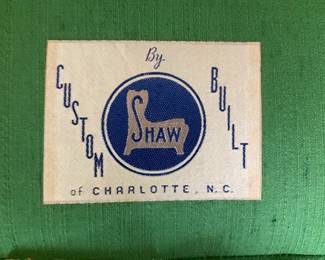 By
CUSTOM
BUILT
SHAW
of CHARLOTTE, N.C.